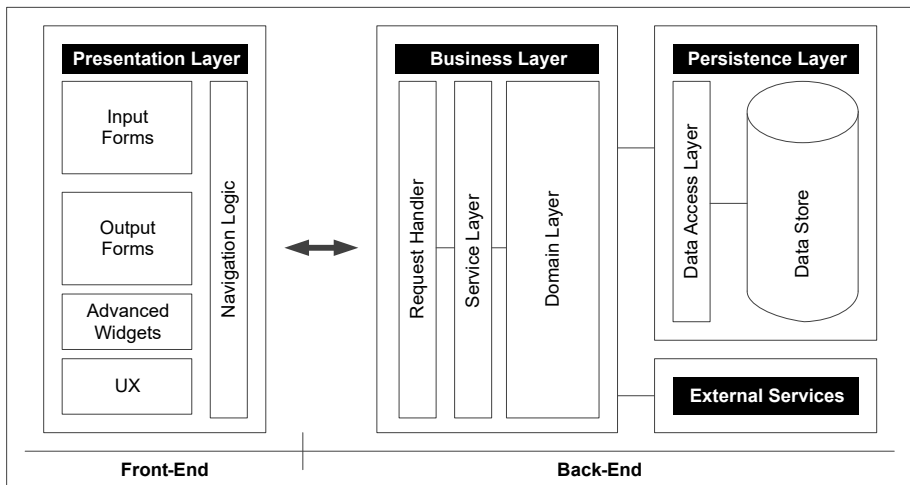 Presentation Layer
Input
Forms
Output
Forms
Advanced
Widgets
UX
Navigation Logic
Business Layer
Request Handler
Service Layer
Domain Layer
Persistence Layer
Data Access Layer
Data Store
External Services
Front-End
Back-End